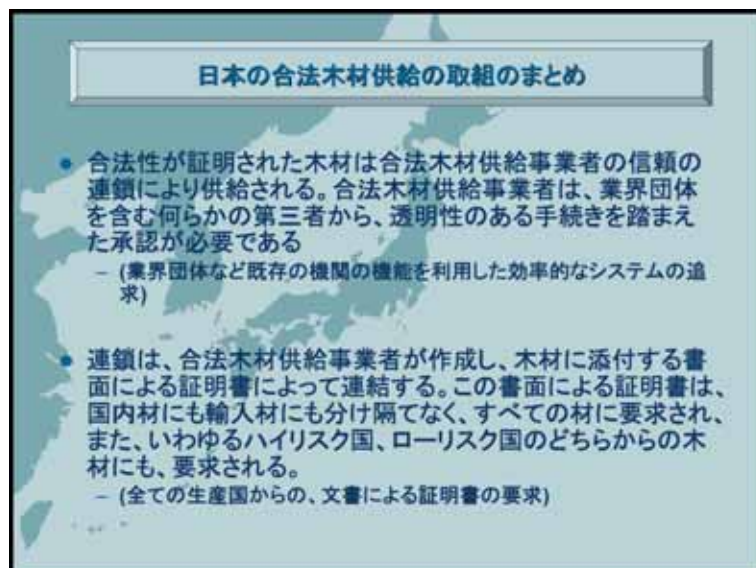 日本の合法木材供給の取組のまとめ
● 合法性が証明された木材は合法木材供給事業者の信頼の
連鎖により供給される。合法木材供給事業者は、業界団体
を含む何らかの第三者から、透明性のある手続きを踏まえ
た承認が必要である
– (業界団体など既存の機関の機能を利用した効率的なシステムの追
求)
● 連鎖は、合法木材供給事業者が作成し、木材に添付する書
面による証明書によって連結する。この書面による証明書は、
国内材にも輸入材にも分け隔てなく、すべての材に要求され、
また、いわゆるハイリスク国、ローリスク国のどちらからの木
材にも、要求される。
– (全ての生産国からの、文書による証明書の要求)